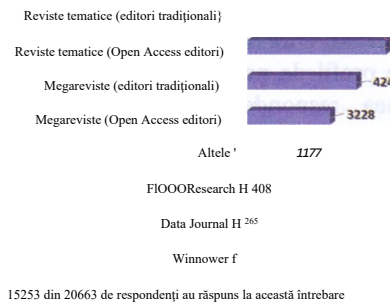 Reviste tematice (editori tradiționali}
Reviste tematice (Open Access editori)
Megareviste (editori tradiționali) 424
Megareviste (Open Access editori) 3228
Altele ' 1177
FlOOOResearch H 408
Data Journal H 265
Winnower f
15253 din 20663 de respondenți au răspuns la această întrebare